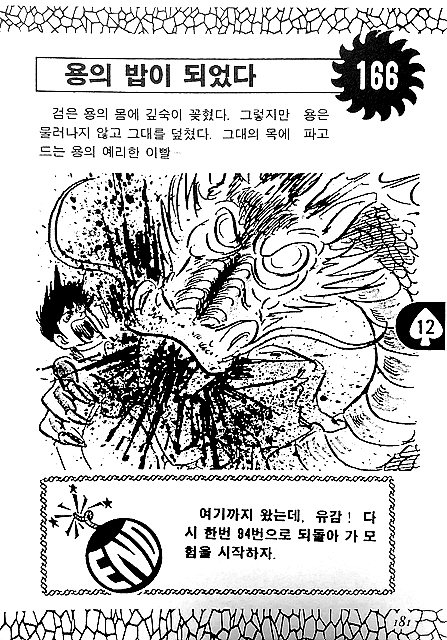 용의 밥이 되었다
166
검은 용의 몸에 깊숙이 꽂혔다. 그렇지만 용은
물러나지 않고 그대를 덮쳤다. 그대의 목에 파고
드는 용의 예리한 이빨…
12
여기까지 왔는데, 유감! 다
시 한번 94번으로 되돌아 가 모
험을 시작하자.
181